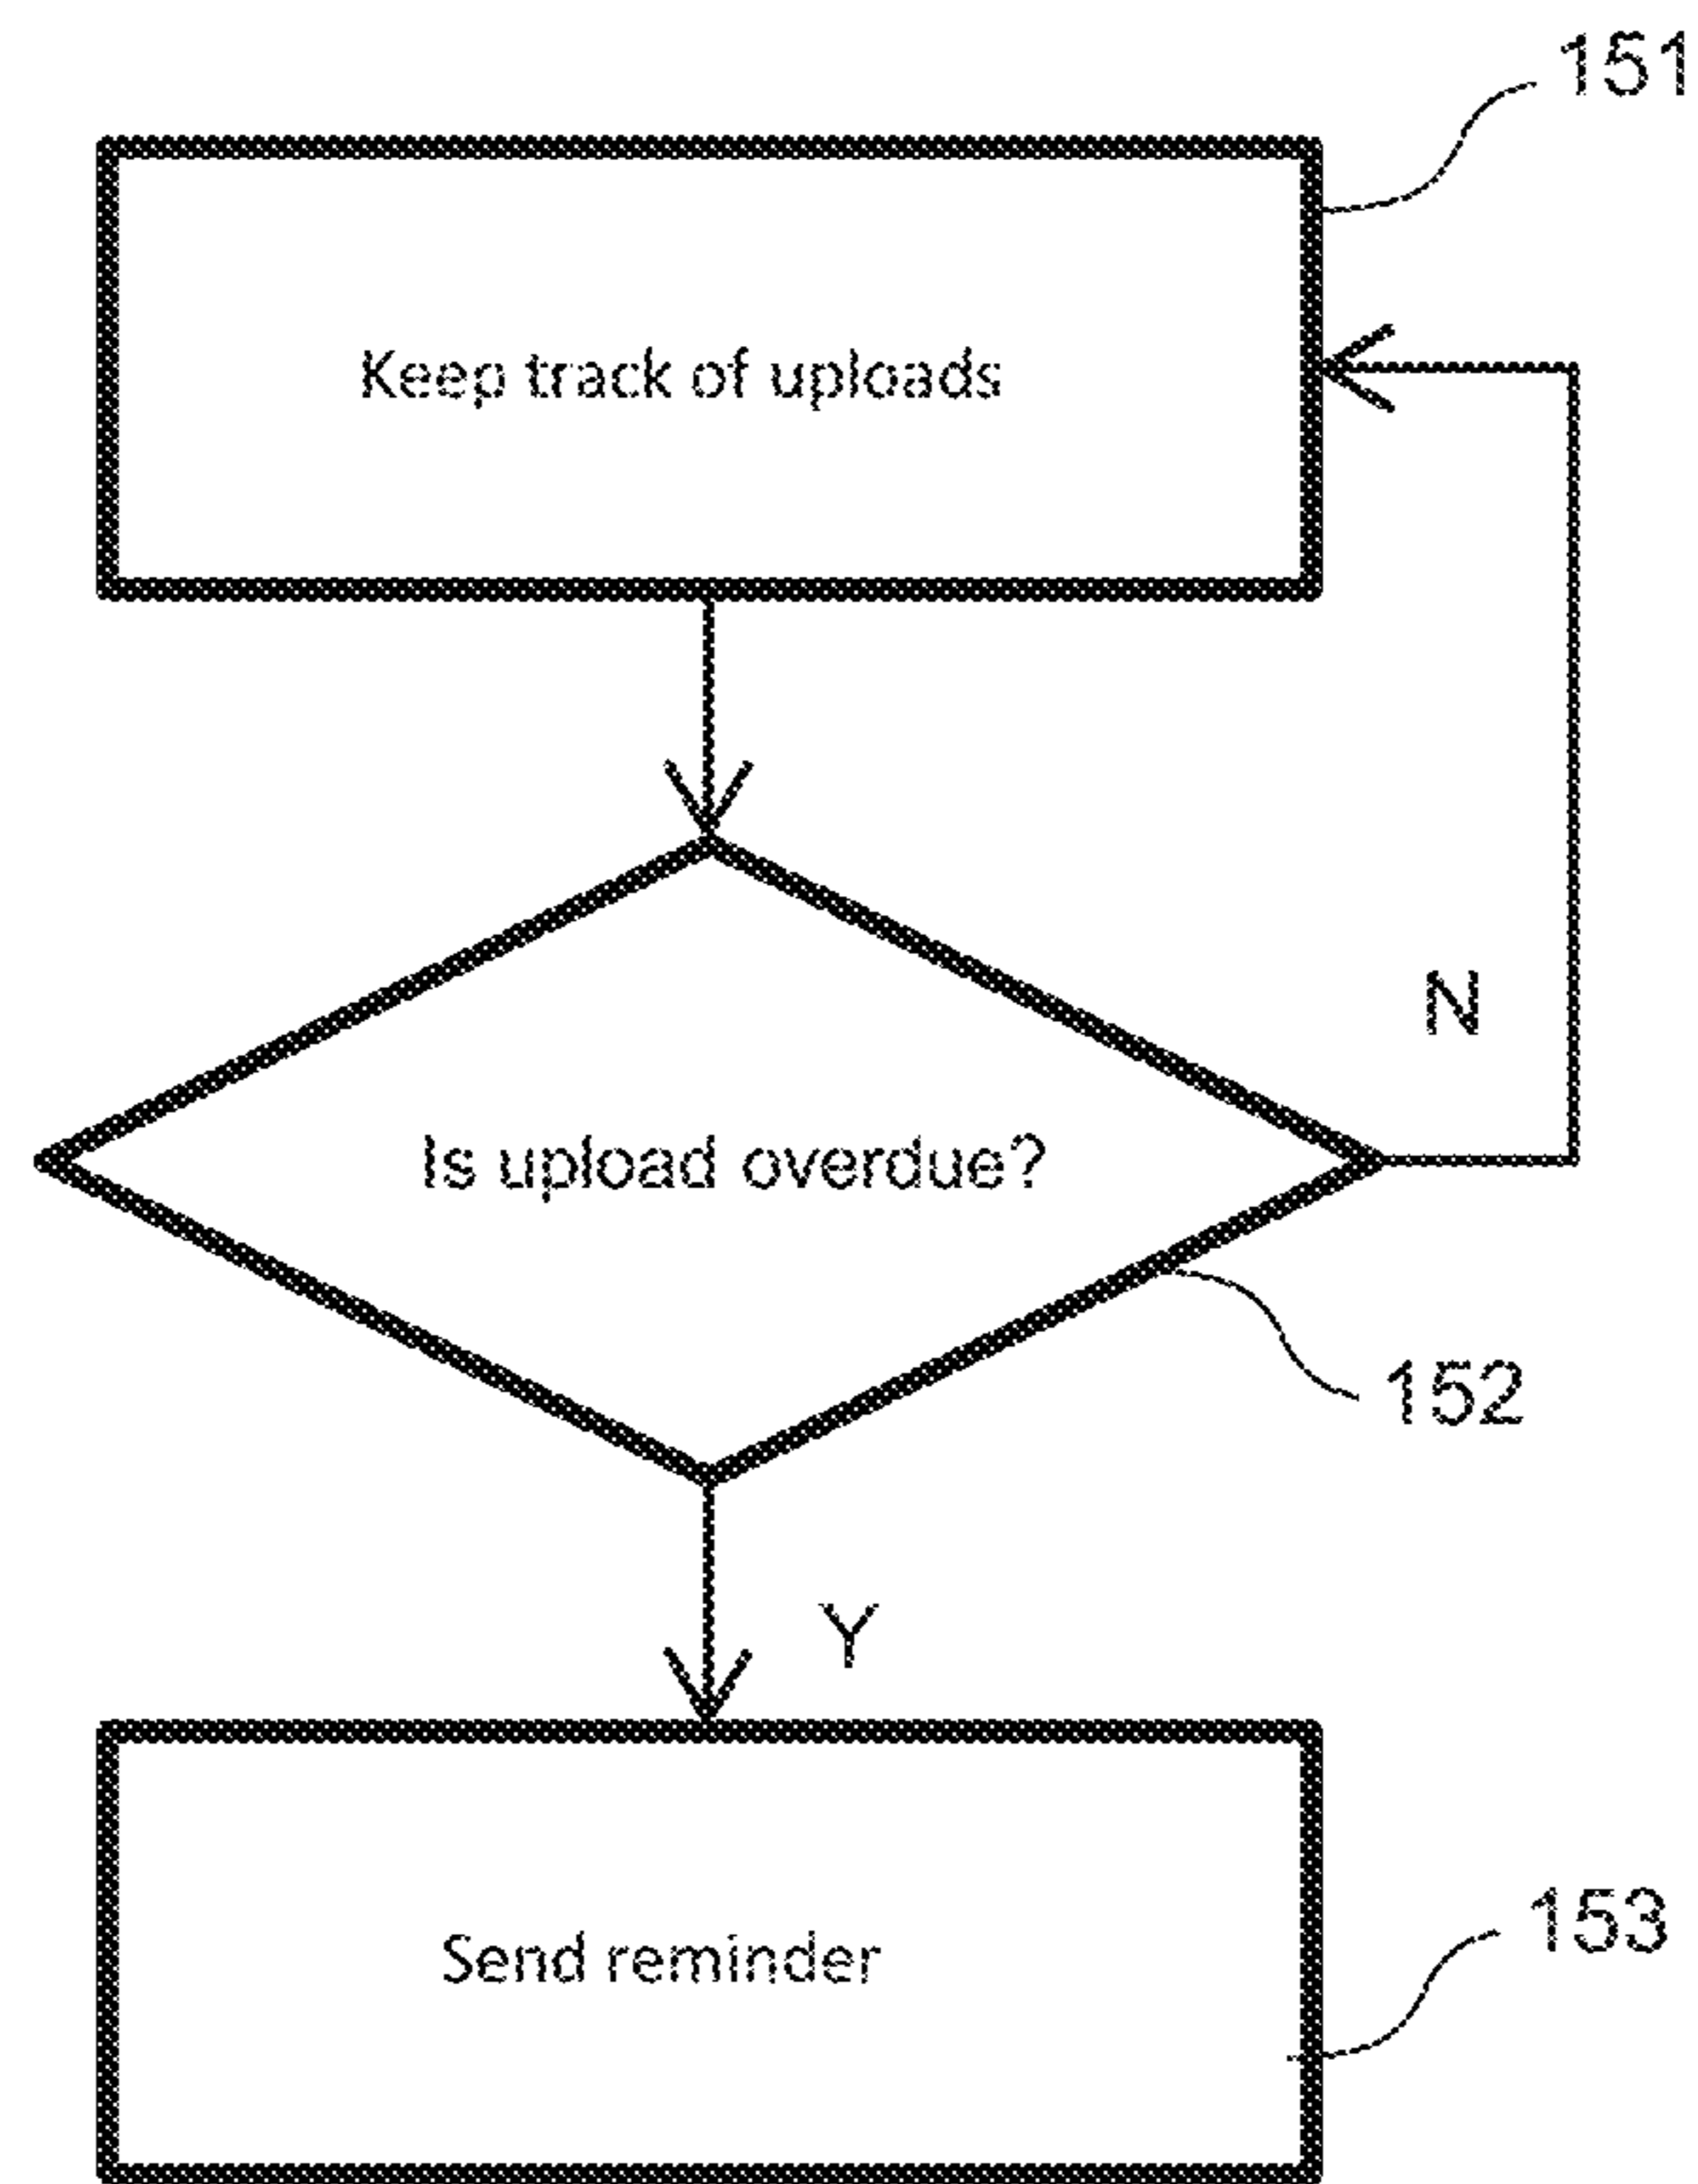 151
Keep track of uploads
N
Is upload overdue?
152
Y
Send reminder
153